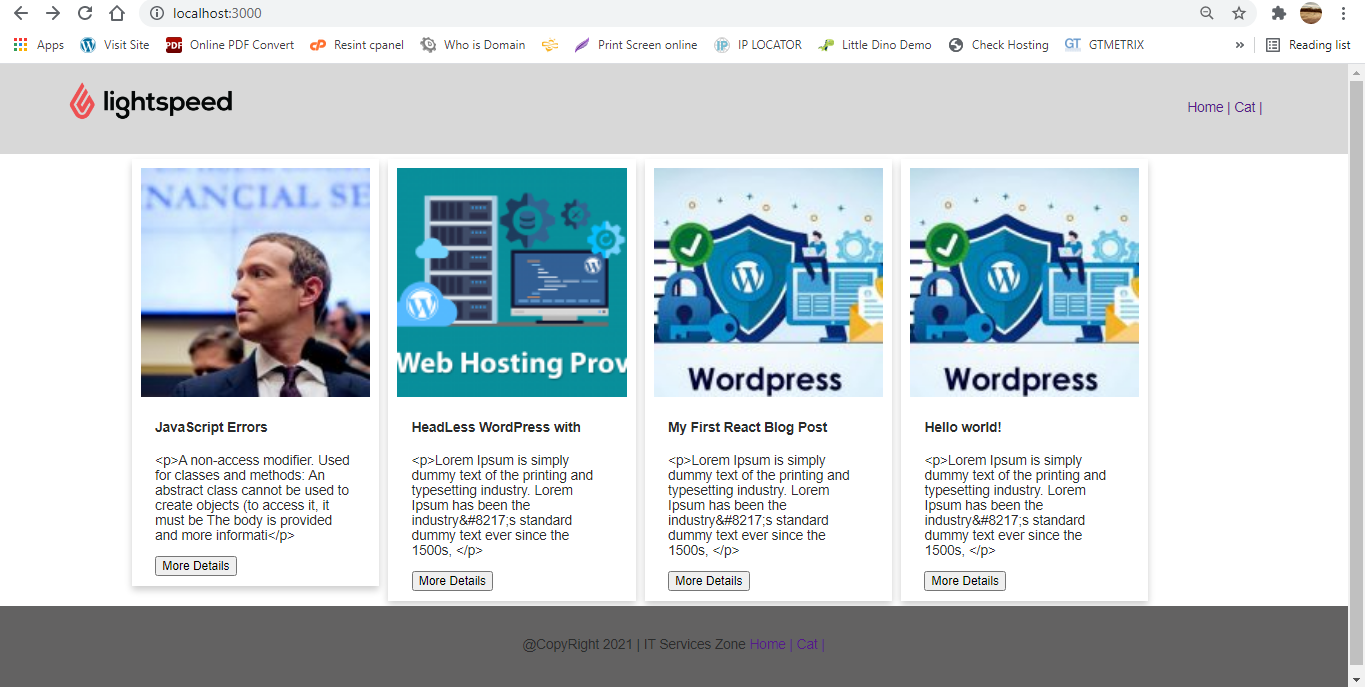 localhost:3000
Apps
Visit Site
PDF
Online PDF Convert
cP
Resint cpanel
Who is Domain
Print Screen online
IP
IP LOCATOR
Little Dino Demo
Check Hosting
GT
GTMETRIX
»
Reading list
lightspeed
Home | Cat |
NANCIAL SE
Web Hosting Prov
Wordpress
Wordpress
JavaScript Errors
<p>A non-access modifier. Used
for classes and methods: An
abstract class cannot be used to
create objects (to access it, it
must be The body is provided
and more informati</p>
More Details
HeadLess WordPress with
<p>Lorem Ipsum is simply
dummy text of the printing and
typesetting industry. Lorem
Ipsum has been the
industry&#8217;s standard
dummy text ever since the
1500s, </p>
More Details
My First React Blog Post
<p>Lorem Ipsum is simply
dummy text of the printing and
typesetting industry. Lorem
Ipsum has been the
industry&#8217;s standard
dummy text ever since the
1500s, </p>
More Details
Hello world!
<p>Lorem Ipsum is simply
dummy text of the printing and
typesetting industry. Lorem
Ipsum has been the
industry&#8217;s standard
dummy text ever since the
1500s, </p>
More Details
@CopyRight 2021 | IT Services Zone Home | Cat |